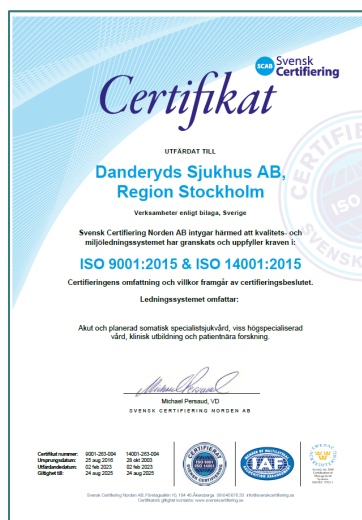 SCAB Svensk
Certifiering
Certifikat
UTFÄRDAT TILL
Danderyds Sjukhus AB,
Region Stockholm
Verksamheter enligt bilaga, Sverige
Svensk Certifiering Norden AB intygar härmed att kvalitets- och
miljöledningssystemet har granskats och uppfyller kraven i:
ISO 9001:2015 & ISO 14001:2015
Certifieringens omfattning och villkor framgår av certifieringsbeslutet.
Ledningssystemet omfattar:
Akut och planerad somatisk specialistsjukvård, viss högspecialiserad
vård, klinisk utbildning och patientnära forskning.
Michael Persaud, VD
SVENSK CERTIFIERING NORDEN AB
Certifikat nummer: 9001-263-004 14001-263-004
Ursprungsdatum: 25 aug 2016
Utfärdandedatum: 02 feb 2023 02 feb 2023
Giltighet till: 24 aug 2025 24 aug 2025
IAF